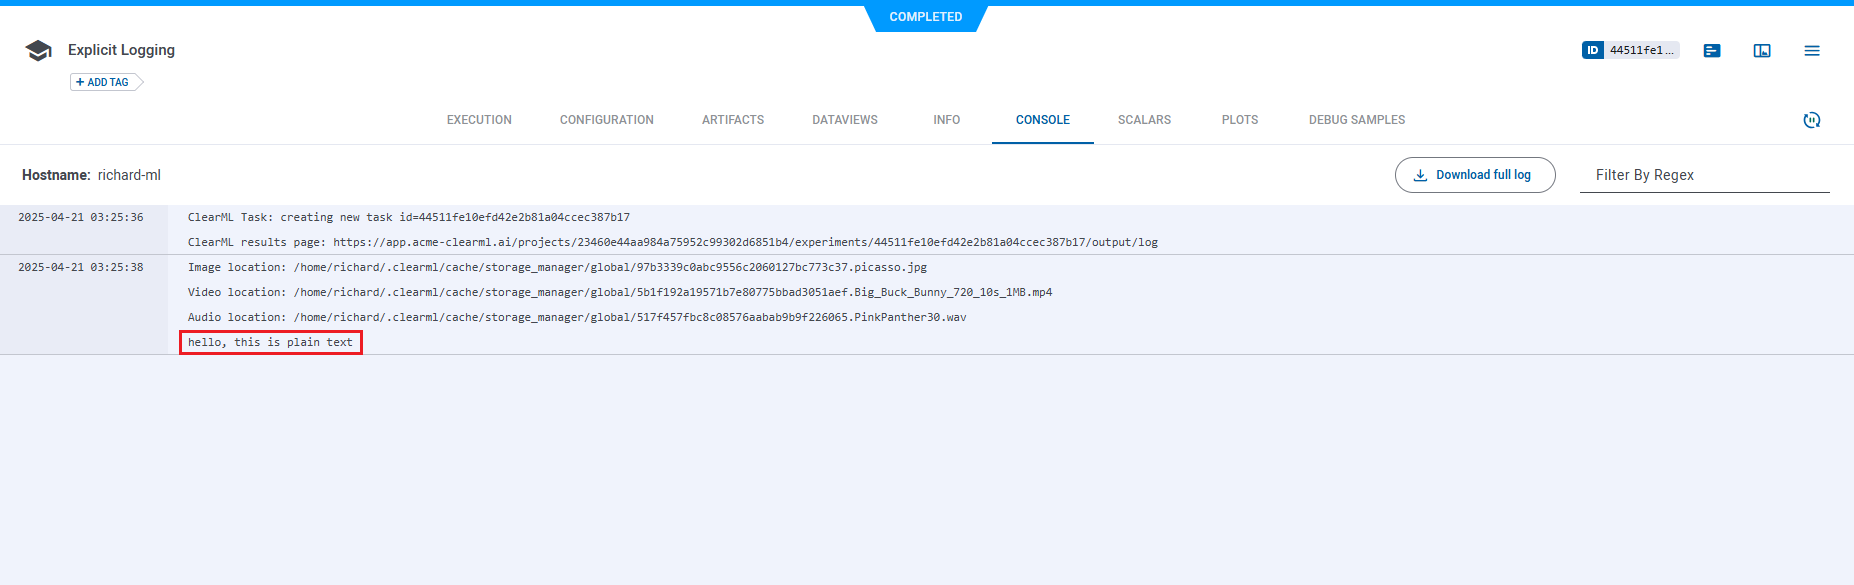 COMPLETED
Explicit Logging
ID 44511fe1...
+ ADD TAG
EXECUTION CONFIGURATION ARTIFACTS DATAVIEWS INFO CONSOLE SCALARS PLOTS DEBUG SAMPLES
Hostname: richard-ml
Download full log
Filter By Regex
2025-04-21 03:25:36 ClearML Task: creating new task id=44511fe10efd42e2b81a04ccec387b17
ClearML results page: https://app.acme-clearml.ai/projects/23460e44aa984a75952c99302d6851b4/experiments/44511fe10efd42e2b81a04ccec387b17/output/log
2025-04-21 03:25:38 Image location: /home/richard/.clearml/cache/storage_manager/global/97b3339c0abc9556c2060127bc773c37.picasso.jpg
Video location: /home/richard/.clearml/cache/storage_manager/global/5b1f192a19571b7e80775bbad3051aef.Big_Buck_Bunny_720_10s_1MB.mp4
Audio location: /home/richard/.clearml/cache/storage_manager/global/517f457fbc8c08576aabab9b9f226065.PinkPanther30.wav
hello, this is plain text